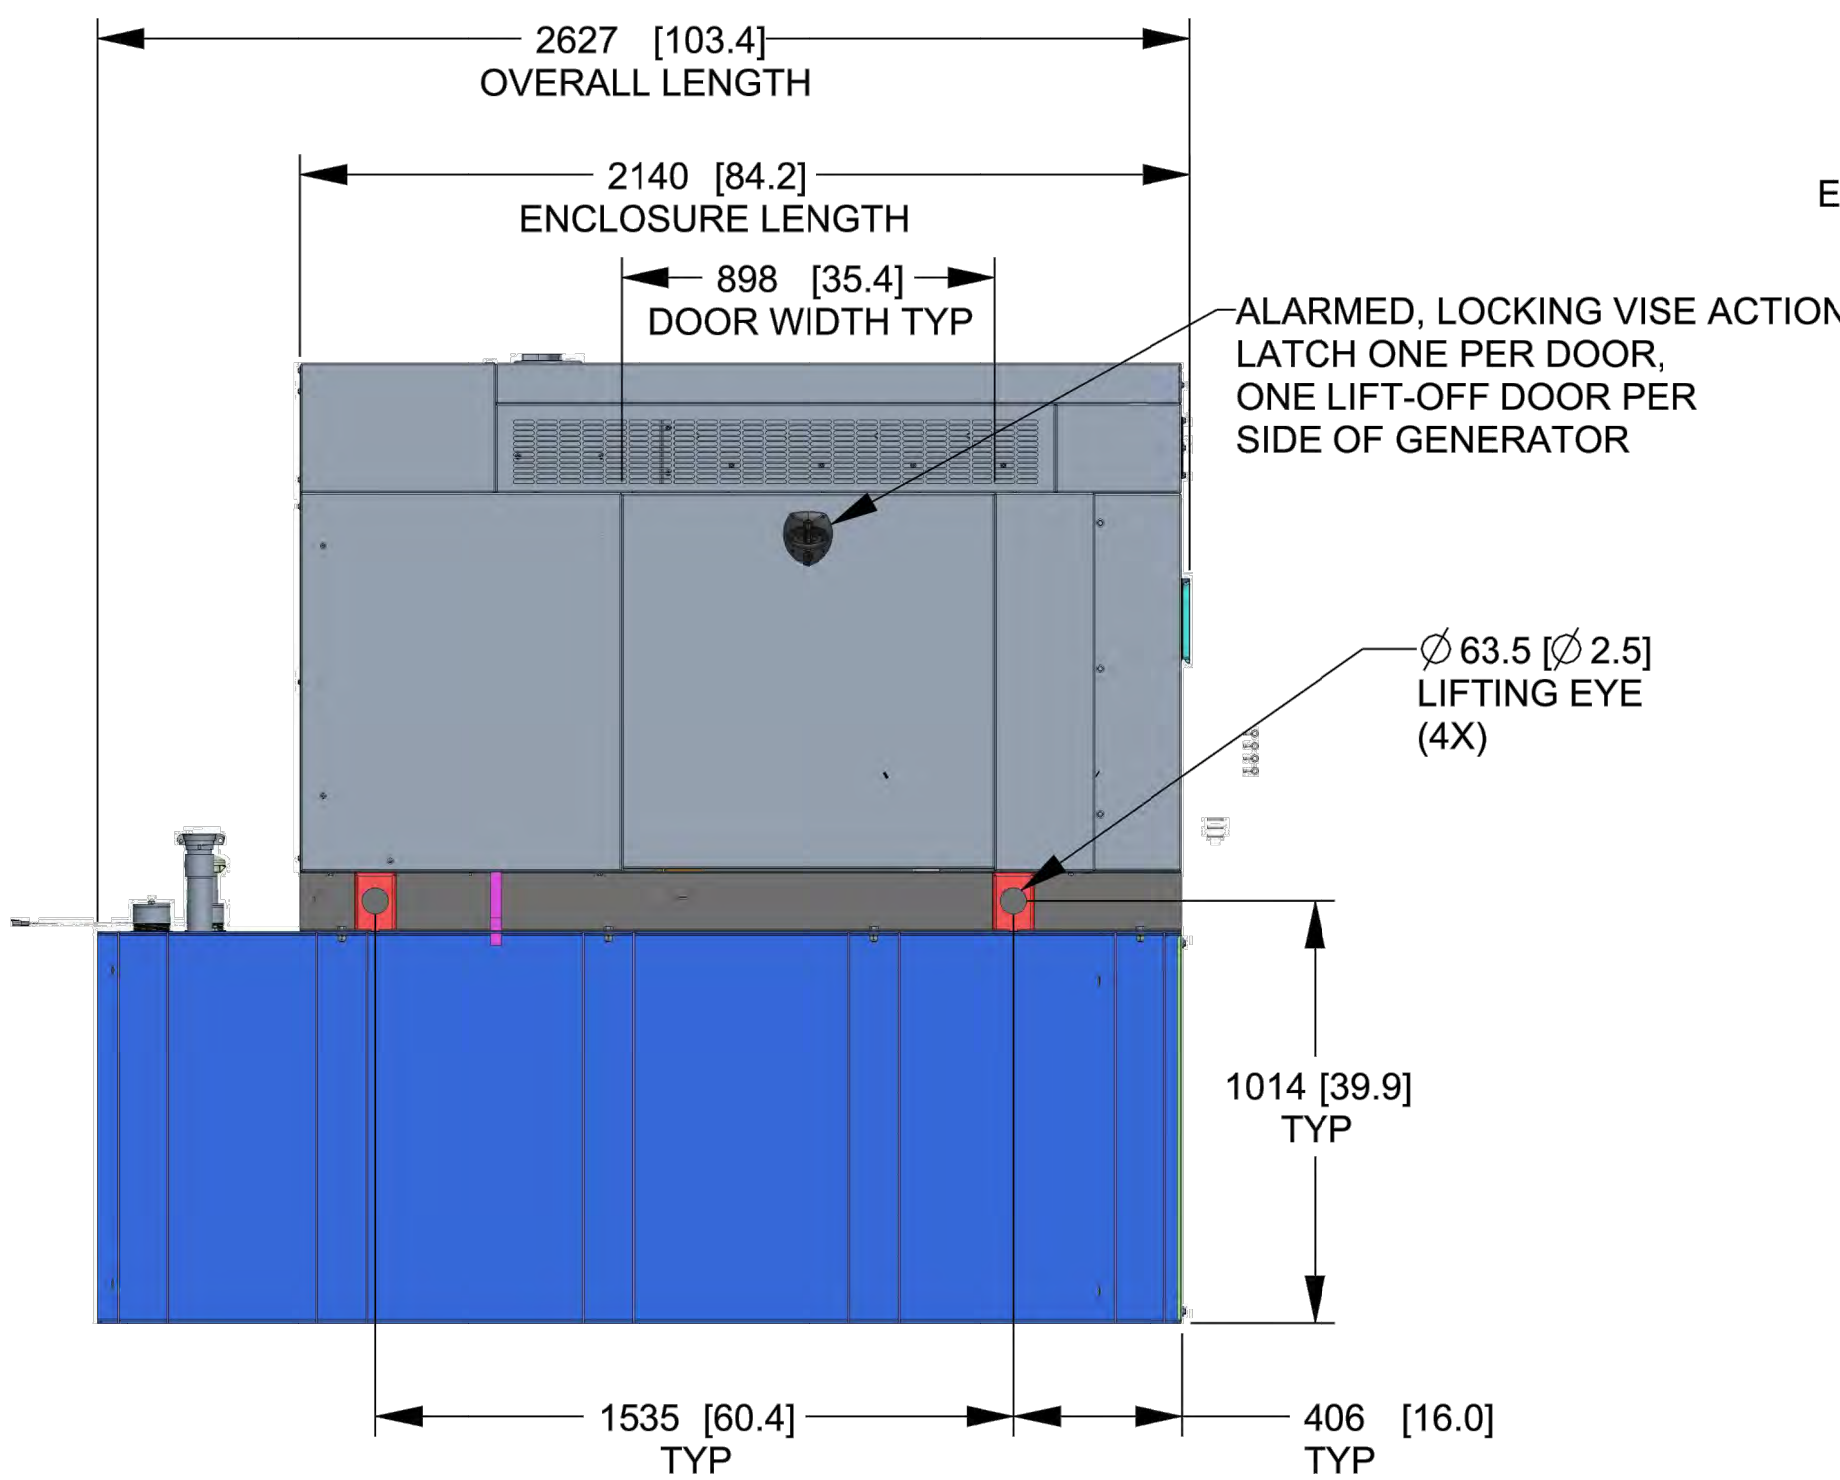 2627 [103.4]
OVERALL LENGTH
2140 [84.2]
ENCLOSURE LENGTH
E
898 [35.4]
DOOR WIDTH TYP
ALARMED, LOCKING VISE ACTION
LATCH ONE PER DOOR,
ONE LIFT-OFF DOOR PER
SIDE OF GENERATOR
∅ 63.5 [∅ 2.5]
LIFTING EYE
(4X)
1014 [39.9]
TYP
1535 [60.4]
TYP
406 [16.0]
TYP